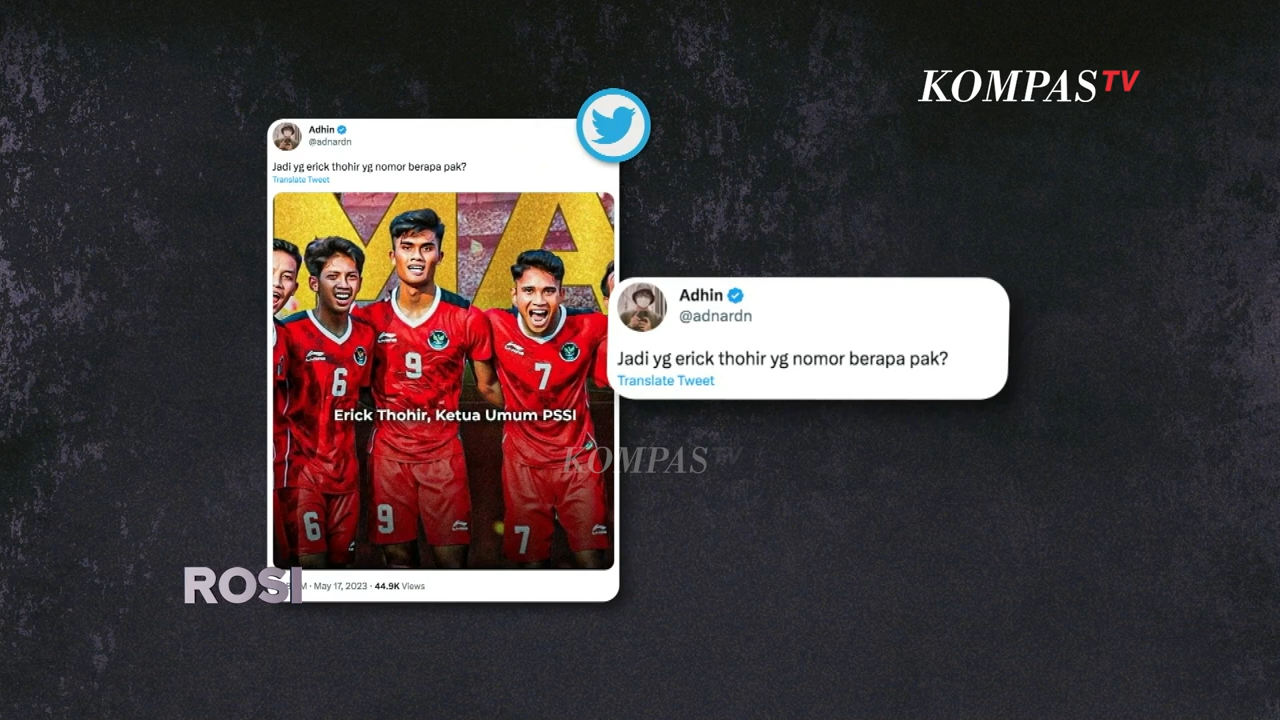 KOMPAS TV
Adhin
@adnardn
Jadi yg erick thohir yg nomor berapa pak?
Translate Tweet
MA
6
9
7
Erick Thohir, Ketua Umum PSSI
6
9
7
M · May 17, 2023 · 44.9K Views
Adhin
@adnardn
Jadi yg erick thohir yg nomor berapa pak?
Translate Tweet
KOMPAS TV
ROSI